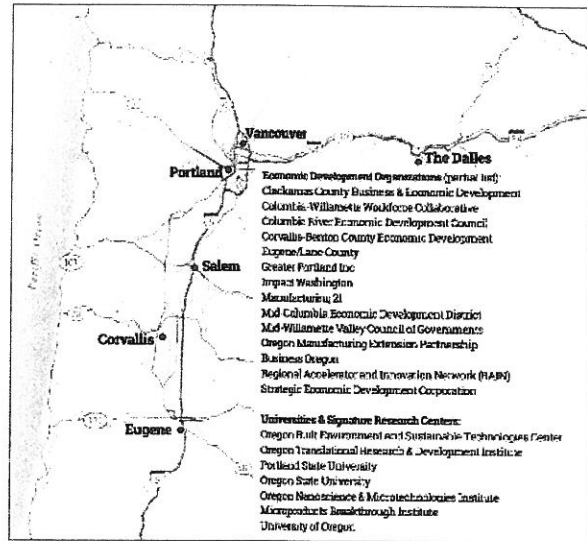 Vancouver
The Dalles
Portland
Economic Development Organizations (partial list):
Clackamas County Business & Economic Development
Columbia-Willamette Workforce Collaborative
Columbia River Economic Development Council
Corvallis-Benton County Economic Development
Eugene/Lane County
Greater Portland Inc
Impact Washington
Manufacturing 21
Mid-Columbia Economic Development District
Mid-Willamette Valley Council of Governments
Oregon Manufacturing Extension Partnership
Business Oregon
Regional Accelerator and Innovation Network (RAIN)
Strategic Economic Development Corporation
Pacific Ocean
101
Salem
Corvallis
Eugene
Universities & Signature Research Centers:
Oregon Built Environment and Sustainable Technologies Center
Oregon Translational Research & Development Institute
Portland State University
Oregon State University
Oregon Nanoscience & Microtechnologies Institute
Microproducts Breakthrough Institute
University of Oregon